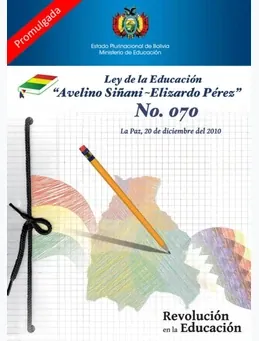 Promulgada
Estado Plurinacional de Bolivia
Ministerio de Educación
Ley de la Educación
“Avelino Siñani - Elizardo Pérez”
No. 070
La Paz, 20 de diciembre del 2010
Revolución
en la Educación